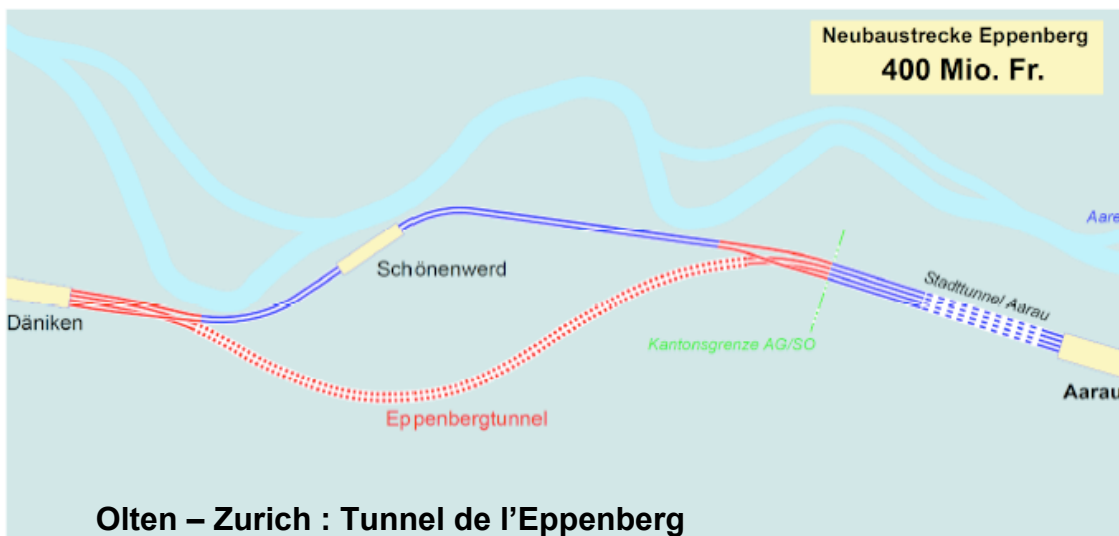 Neubaustrecke Eppenberg
400 Mio. Fr.
Aare
Schönenwerd
Stadttunnel Aarau
Däniken
Kantonsgrenze AG/SO
Aarau
Eppenbergtunnel
Olten – Zurich : Tunnel de l’Eppenberg